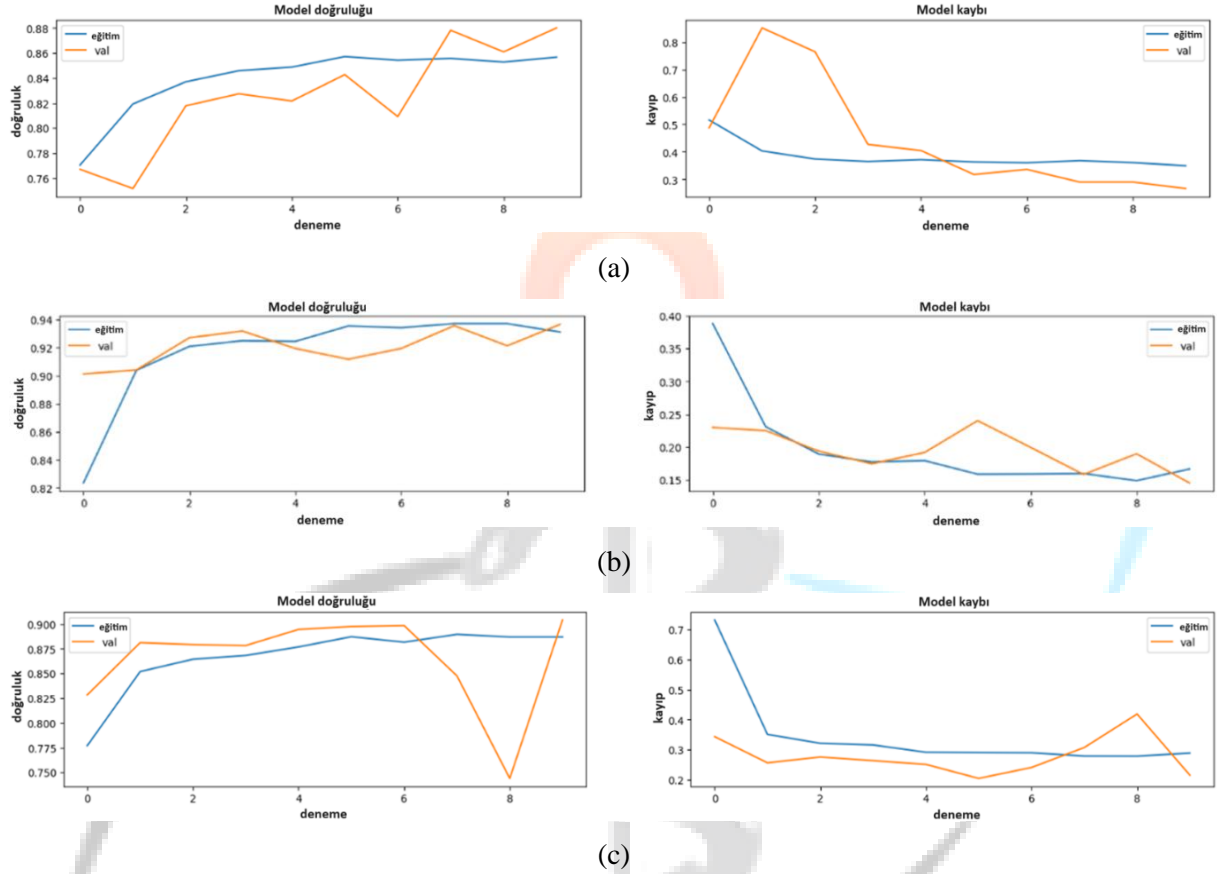 Model doğruluğu
0.88
0.86
0.84
0.82
0.80
0.78
0.76
doğruluk
eğitim
val
0 2 4 6 8
deneme
Model kaybı
0.8
0.7
0.6
0.5
0.4
0.3
kayıp
eğitim
val
0 2 4 6 8
deneme
(a)
Model doğruluğu
0.94
0.92
0.90
0.88
0.86
0.84
0.82
doğruluk
eğitim
val
0 2 4 6 8
deneme
Model kaybı
0.40
0.35
0.30
0.25
0.20
0.15
kayıp
eğitim
val
0 2 4 6 8
deneme
(b)
Model doğruluğu
0.900
0.875
0.850
0.825
0.800
0.775
0.750
doğruluk
eğitim
val
0 2 4 6 8
deneme
Model kaybı
0.7
0.6
0.5
0.4
0.3
0.2
kayıp
eğitim
val
0 2 4 6 8
deneme
(c)